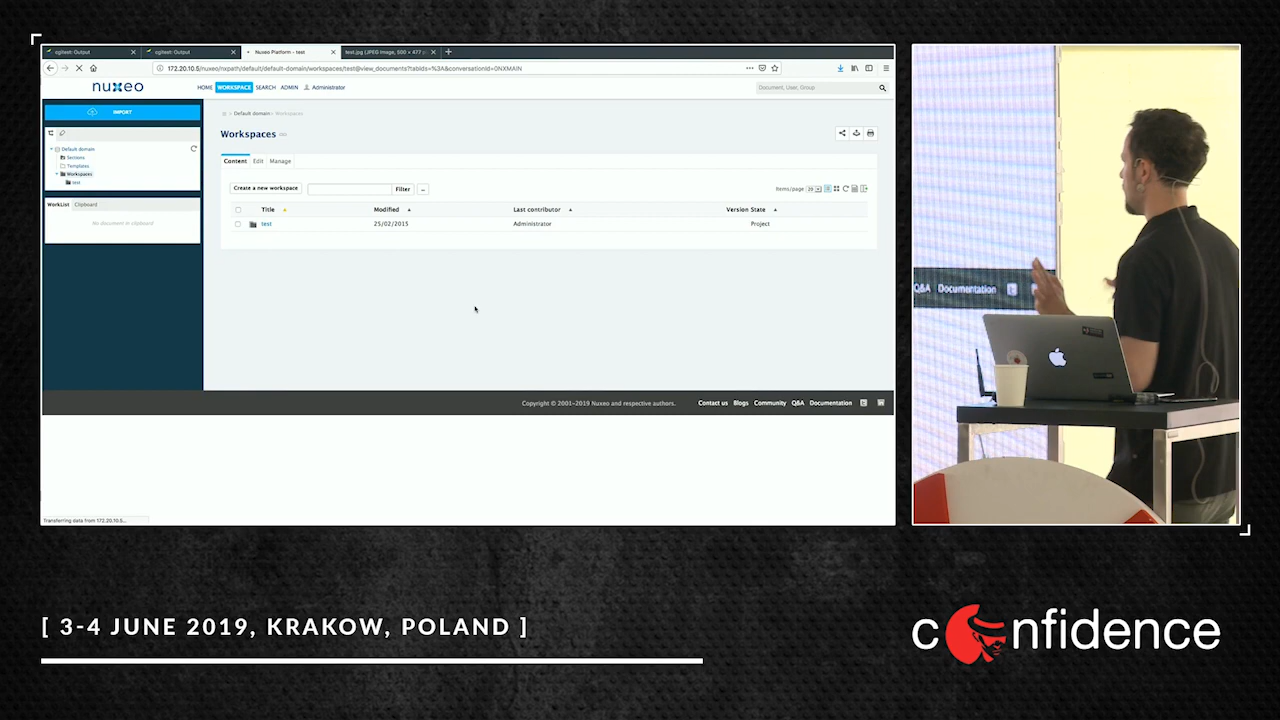 cgitest: Output
cgitest: Output
Nuxeo Platform - test
test.jpg (JPEG Image, 500 × 477 p
172.20.10.5/nuxeo/nxpath/default/default-domain/workspaces/test@view_documents?tabIds=%3A&conversationId=0NXMAIN
nuxeo
HOME WORKSPACE SEARCH ADMIN Administrator
Document, User, Group
IMPORT
Default domain
Sections
Templates
Workspaces
test
WorkList Clipboard
No document in clipboard
> Default domain > Workspaces
Workspaces
Content Edit Manage
Create a new workspace
Filter
...
Items/page 20
Title Modified Last contributor Version State
test 25/02/2015 Administrator Project
Copyright © 2001-2019 Nuxeo and respective authors.
Contact us Blogs Community Q&A Documentation
Transferring data from 172.20.10.5...
Q&A Documentation
[ 3-4 JUNE 2019, KRAKOW, POLAND ]
confidence